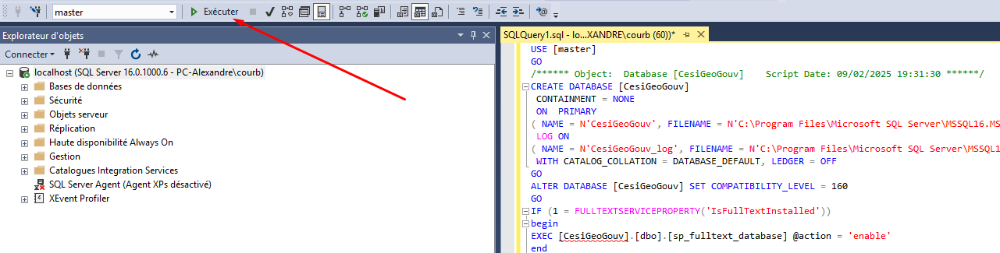 master
Exécuter
Explorateur d'objets
Connecter
localhost (SQL Server 16.0.1000.6 - PC-Alexandre\courb)
Bases de données
Sécurité
Objets serveur
Réplication
Haute disponibilité Always On
Gestion
Catalogues Integration Services
SQL Server Agent (Agent XPs désactivé)
XEvent Profiler
SQLQuery1.sql - lo...XANDRE\courb (60))*
USE [master]
GO
/****** Object:  Database [CesiGeoGouv]    Script Date: 09/02/2025 19:31:30 ******/
CREATE DATABASE [CesiGeoGouv]
CONTAINMENT = NONE
ON  PRIMARY
( NAME = N'CesiGeoGouv', FILENAME = N'C:\Program Files\Microsoft SQL Server\MSSQL16.MS
LOG ON
( NAME = N'CesiGeoGouv_log', FILENAME = N'C:\Program Files\Microsoft SQL Server\MSSQL1
WITH CATALOG_COLLATION = DATABASE_DEFAULT, LEDGER = OFF
GO
ALTER DATABASE [CesiGeoGouv] SET COMPATIBILITY_LEVEL = 160
GO
IF (1 = FULLTEXTSERVICEPROPERTY('IsFullTextInstalled'))
begin
EXEC [CesiGeoGouv].[dbo].[sp_fulltext_database] @action = 'enable'
end